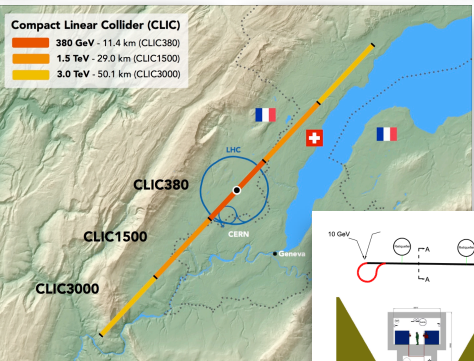 Compact Linear Collider (CLIC)
380 GeV - 11.4 km (CLIC380)
1.5 TeV - 29.0 km (CLIC1500)
3.0 TeV - 50.1 km (CLIC3000)
LHC
CLIC380
CERN
CLIC1500
Geneva
CLIC3000
10 GeV
A
A